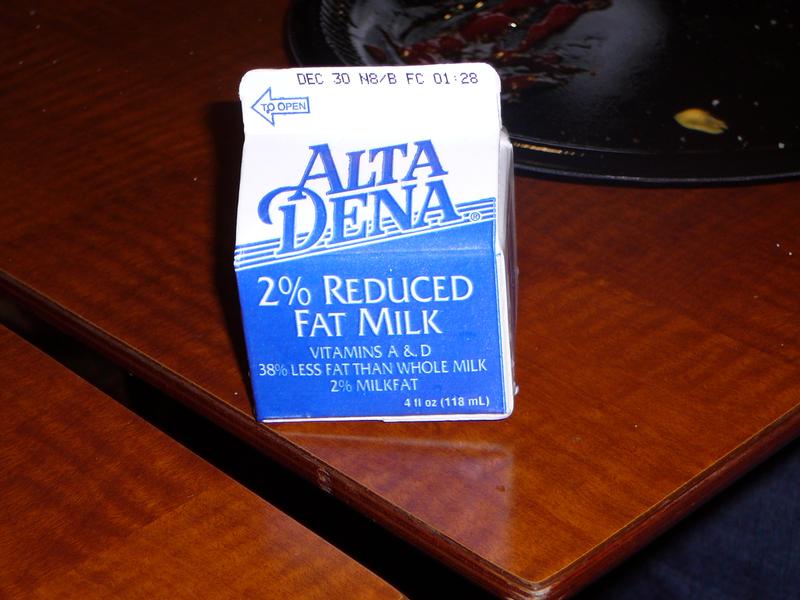 DEC 30 N8/B FC 01:28
TO OPEN
ALTA
DENA®
2% REDUCED
FAT MILK
VITAMINS A & D
38% LESS FAT THAN WHOLE MILK
2% MILKFAT
4 fl oz (118 mL)